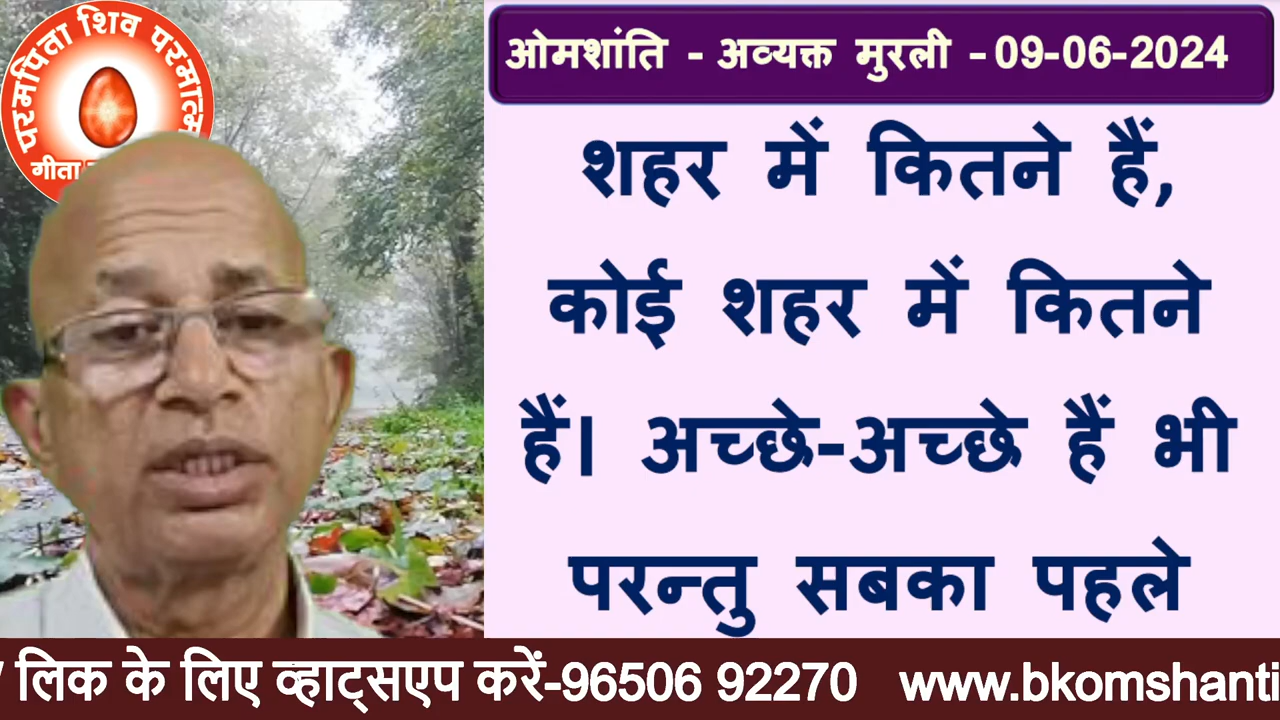 परमपिता शिव परमात्म
गीता
ओमशांति - अव्यक्त मुरली - 09-06-2024
शहर में कितने हैं,
कोई शहर में कितने
हैं। अच्छे-अच्छे हैं भी
परन्तु सबका पहले
लिंक के लिए व्हाट्सएप करें-96506 92270 www.bkomshanti